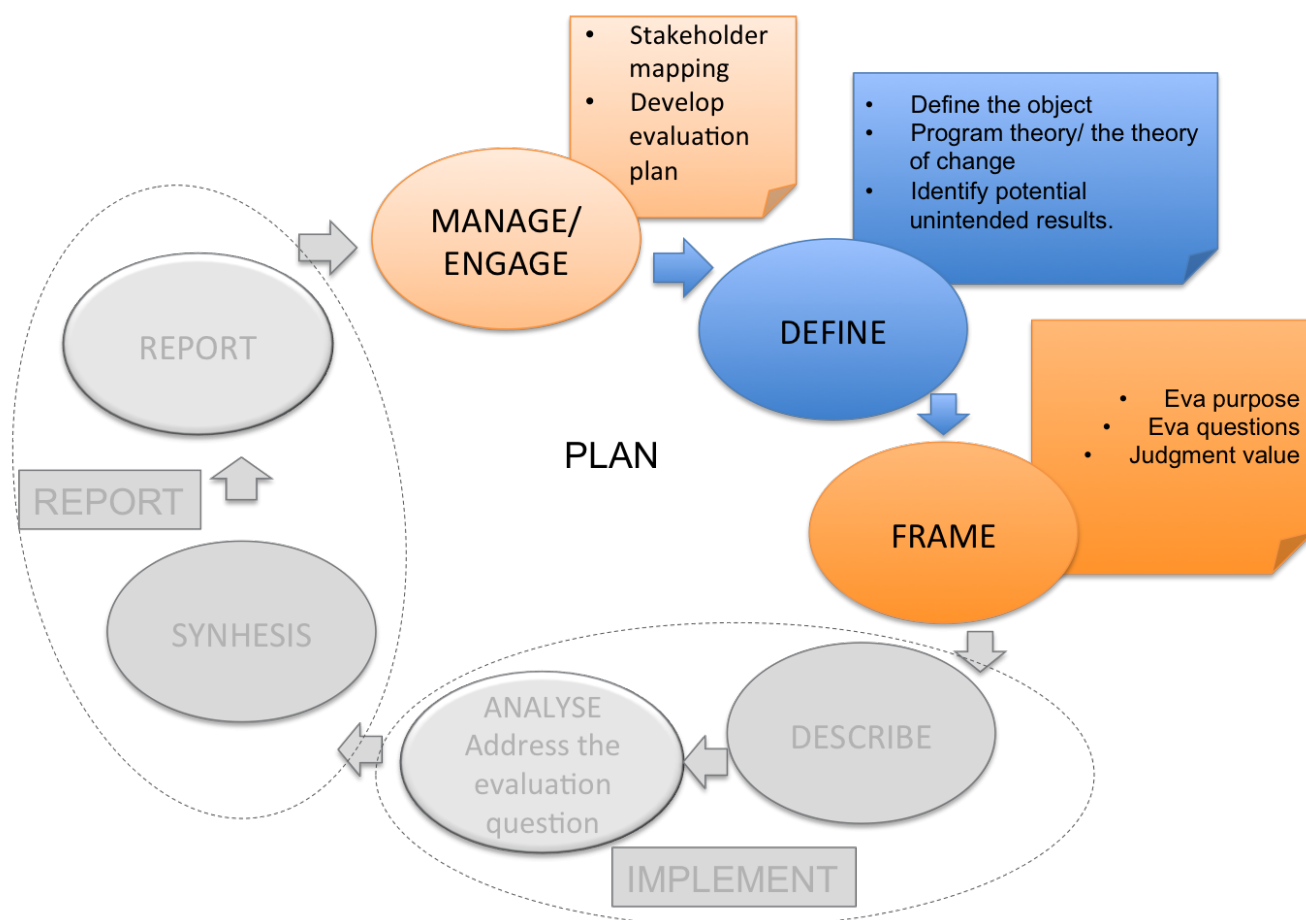 • Stakeholder
mapping
• Develop
evaluation
plan
• Define the object
• Program theory/ the theory
of change
• Identify potential
unintended results.
MANAGE/
ENGAGE
DEFINE
• Eva purpose
• Eva questions
• Judgment value
FRAME
PLAN
REPORT
REPORT
SYNHESIS
ANALYSE
Address the
evaluation
question
DESCRIBE
IMPLEMENT